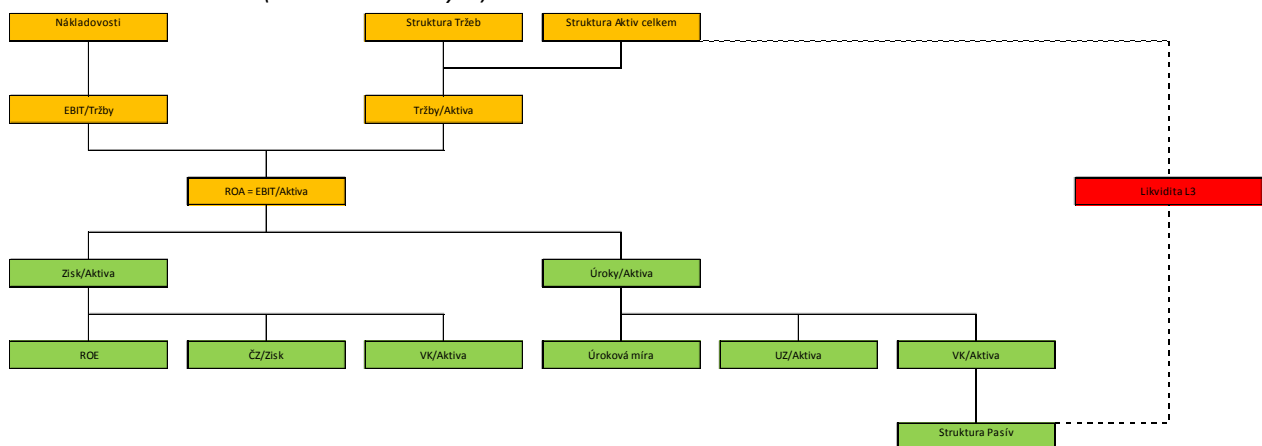 Nákladovosti
Struktura Tržeb
Struktura Aktiv celkem
EBIT/Tržby
Tržby/Aktiva
ROA = EBIT/Aktiva
Likvidita L3
Zisk/Aktiva
Úroky/Aktiva
ROE
ČZ/Zisk
VK/Aktiva
Úroková míra
UZ/Aktiva
VK/Aktiva
Struktura Pasív